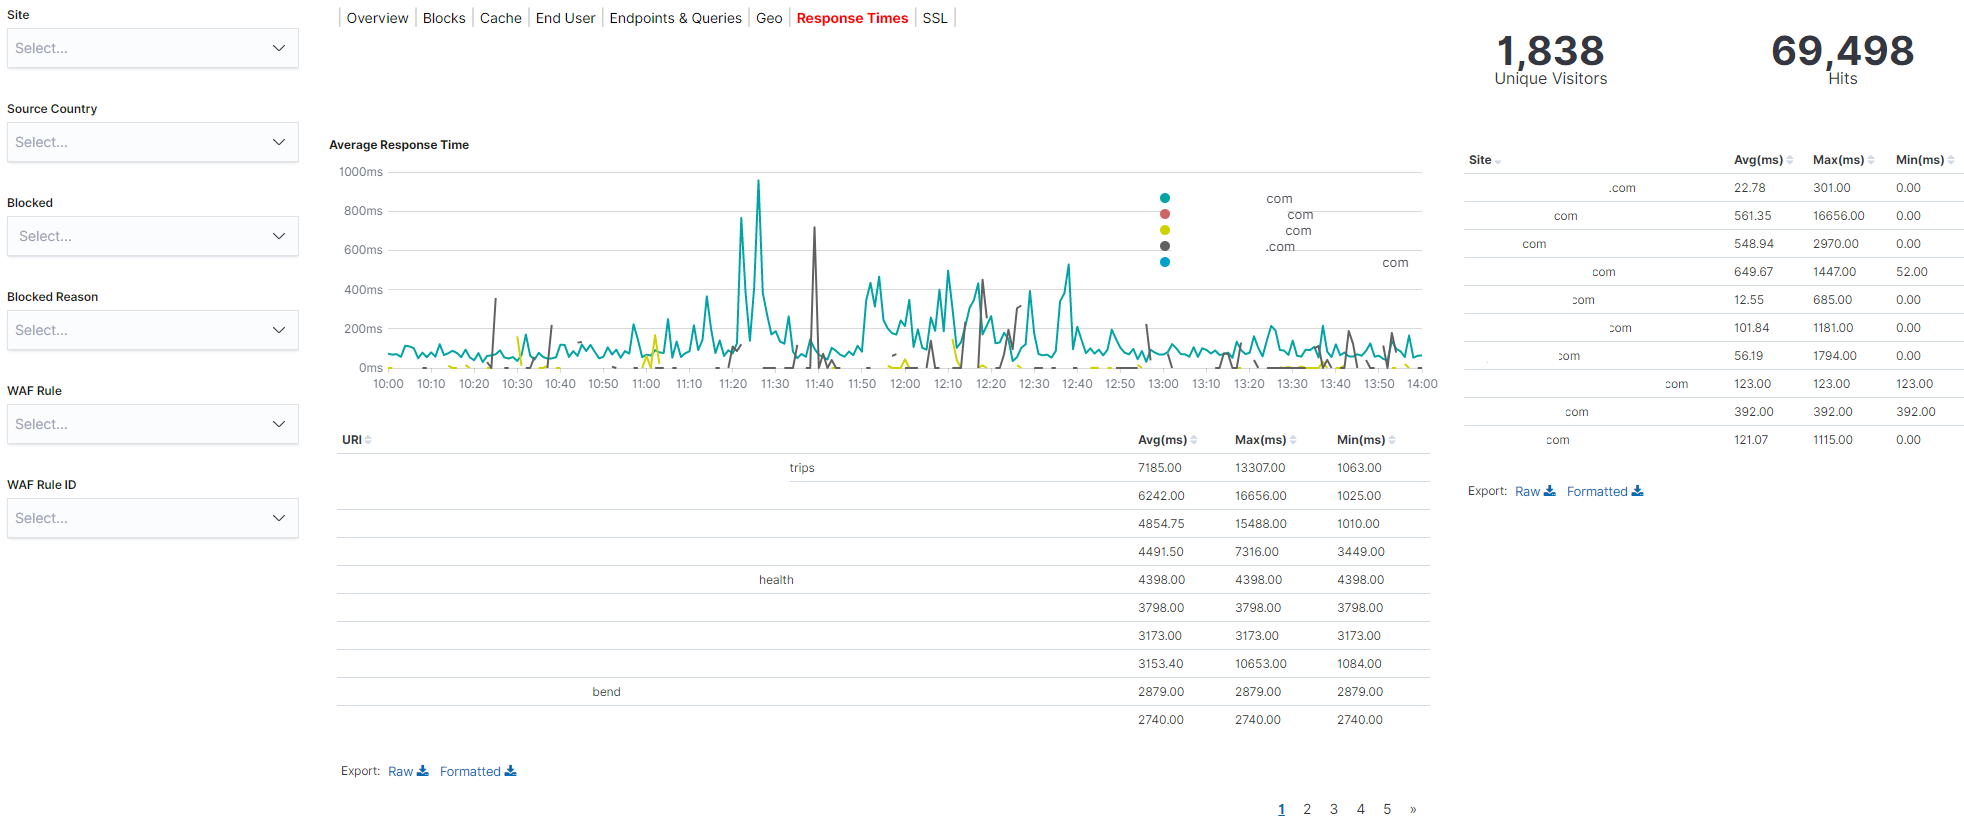 Site
Select...
Source Country
Select...
Blocked
Select...
Blocked Reason
Select...
WAF Rule
Select...
WAF Rule ID
Select...
Overview Blocks Cache End User Endpoints & Queries Geo Response Times SSL
1,838
Unique Visitors
69,498
Hits
Average Response Time
1000ms
800ms
600ms
400ms
200ms
0ms
10:00 10:10 10:20 10:30 10:40 10:50 11:00 11:10 11:20 11:30 11:40 11:50 12:00 12:10 12:20 12:30 12:40 12:50 13:00 13:10 13:20 13:30 13:40 13:50 14:00
com
com
com
.com
com
URI Avg(ms) Max(ms) Min(ms)
trips 7185.00 13307.00 1063.00
6242.00 16656.00 1025.00
4854.75 15488.00 1010.00
4491.50 7316.00 3449.00
health 4398.00 4398.00 4398.00
3798.00 3798.00 3798.00
3173.00 3173.00 3173.00
3153.40 10653.00 1084.00
bend 2879.00 2879.00 2879.00
2740.00 2740.00 2740.00
Export: Raw Formatted
1 2 3 4 5 »
Site Avg(ms) Max(ms) Min(ms)
.com 22.78 301.00 0.00
com 561.35 16656.00 0.00
com 548.94 2970.00 0.00
com 649.67 1447.00 52.00
com 12.55 685.00 0.00
com 101.84 1181.00 0.00
com 56.19 1794.00 0.00
com 123.00 123.00 123.00
com 392.00 392.00 392.00
com 121.07 1115.00 0.00
Export: Raw Formatted